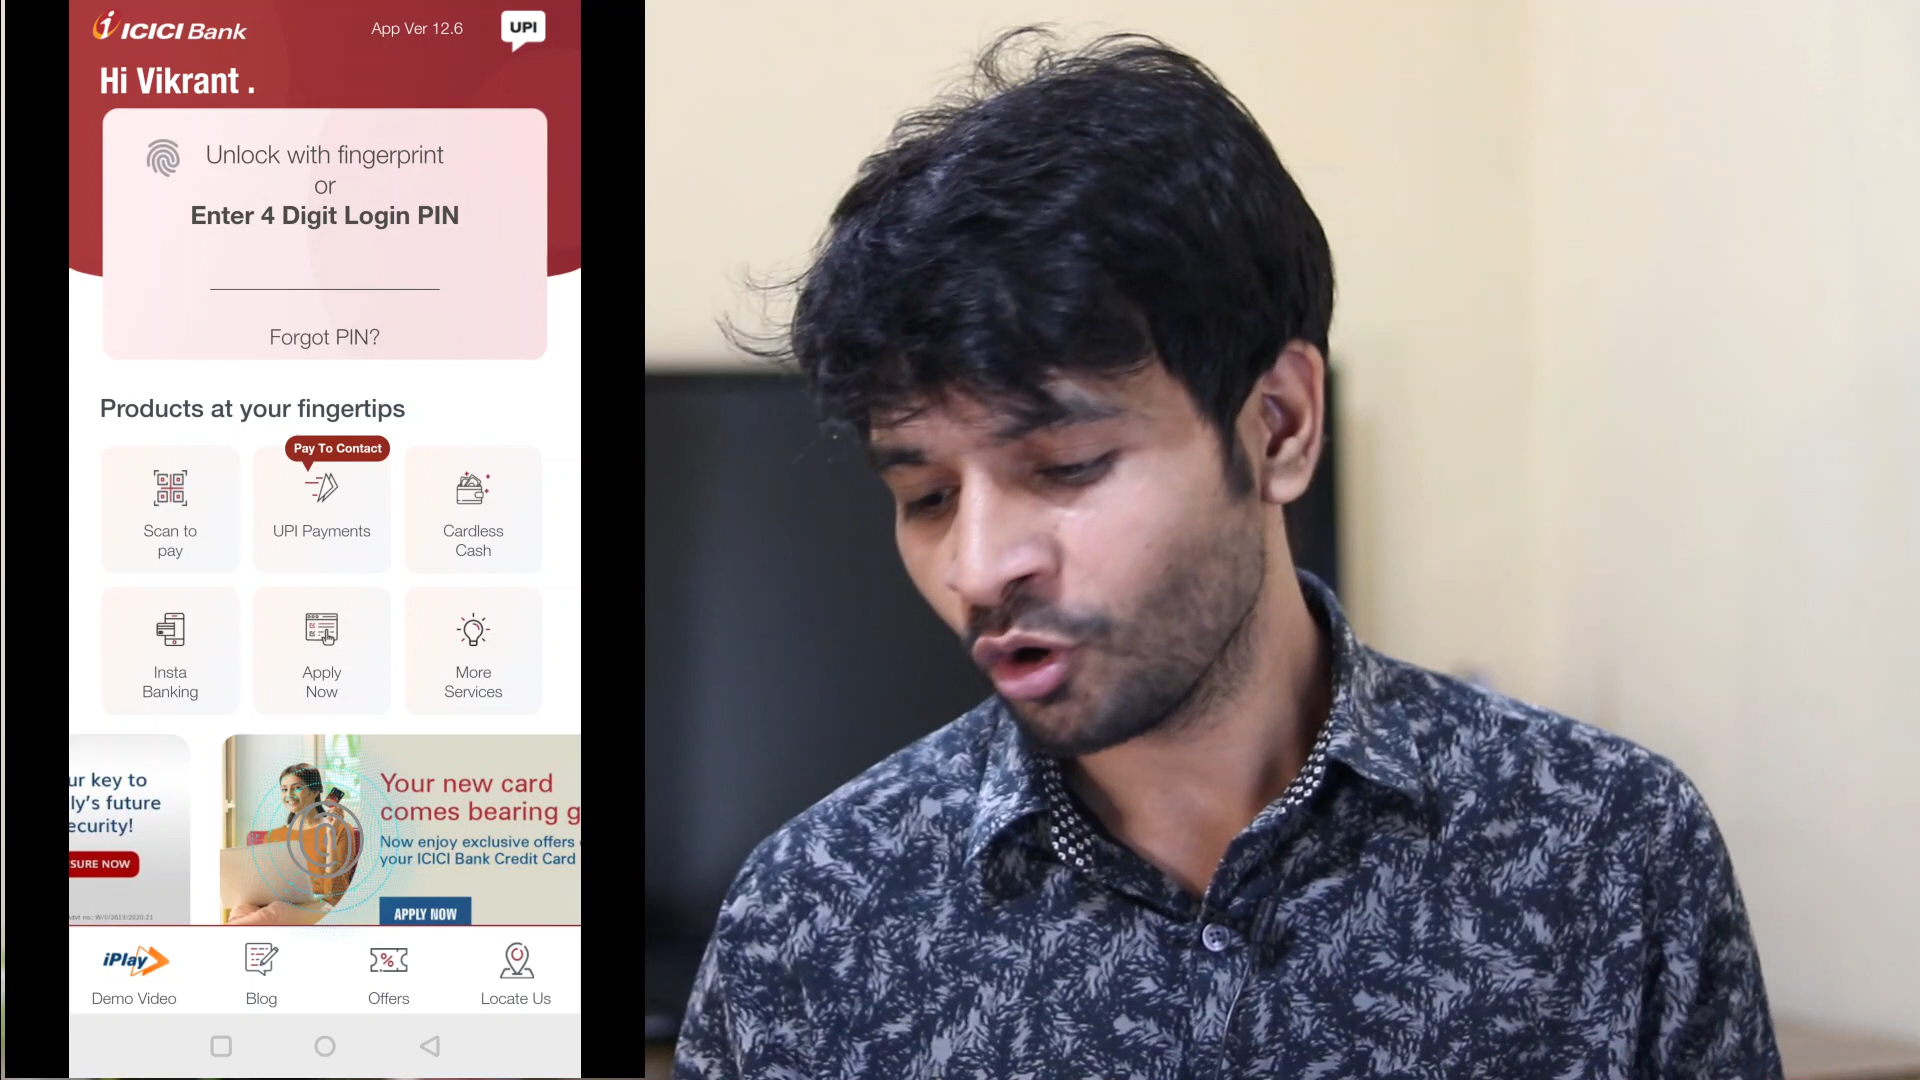 ICICI Bank
App Ver 12.6
UPI
Hi Vikrant .
Unlock with fingerprint
or
Enter 4 Digit Login PIN
Forgot PIN?
Products at your fingertips
Pay To Contact
Scan to
pay
UPI Payments
Cardless
Cash
Insta
Banking
Apply
Now
More
Services
ur key to
ly's future
ecurity!
SURE NOW
Your new card
comes bearing g
Now enjoy exclusive offers
your ICICI Bank Credit Card
APPLY NOW
iPlay
Demo Video
Blog
Offers
Locate Us